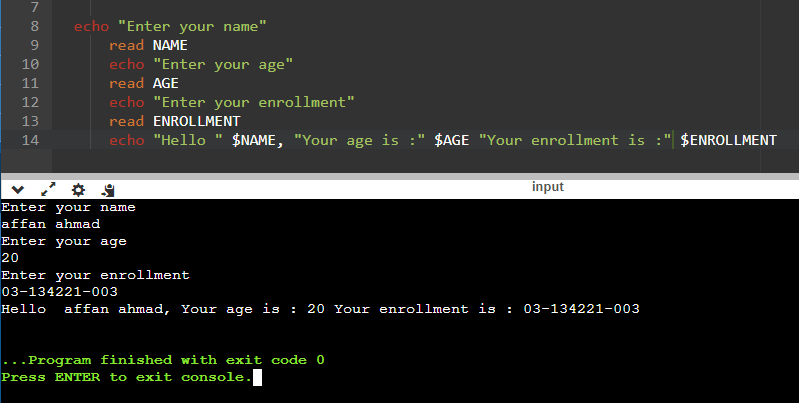 7
8 echo "Enter your name"
9 read NAME
10 echo "Enter your age"
11 read AGE
12 echo "Enter your enrollment"
13 read ENROLLMENT
14 echo "Hello " $NAME, "Your age is :" $AGE "Your enrollment is :" $ENROLLMENT
input
Enter your name
affan ahmad
Enter your age
20
Enter your enrollment
03-134221-003
Hello  affan ahmad, Your age is : 20 Your enrollment is : 03-134221-003
...Program finished with exit code 0
Press ENTER to exit console.